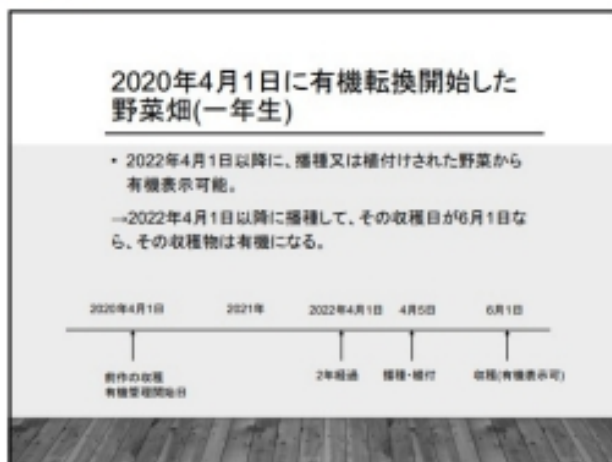 2020年4月1日に有機転換開始した
野菜畑(一年生)
• 2022年4月1日以降に、播種又は植付けされた野菜から
有機表示可能。
→2022年4月1日以降に播種して、その収穫日が6月1日な
ら、その収穫物は有機になる。
2020年4月1日 2021年 2022年4月1日 4月5日 6月1日
前作の収穫 2年経過 播種・植付 収穫(有機表示可)
有機管理開始日